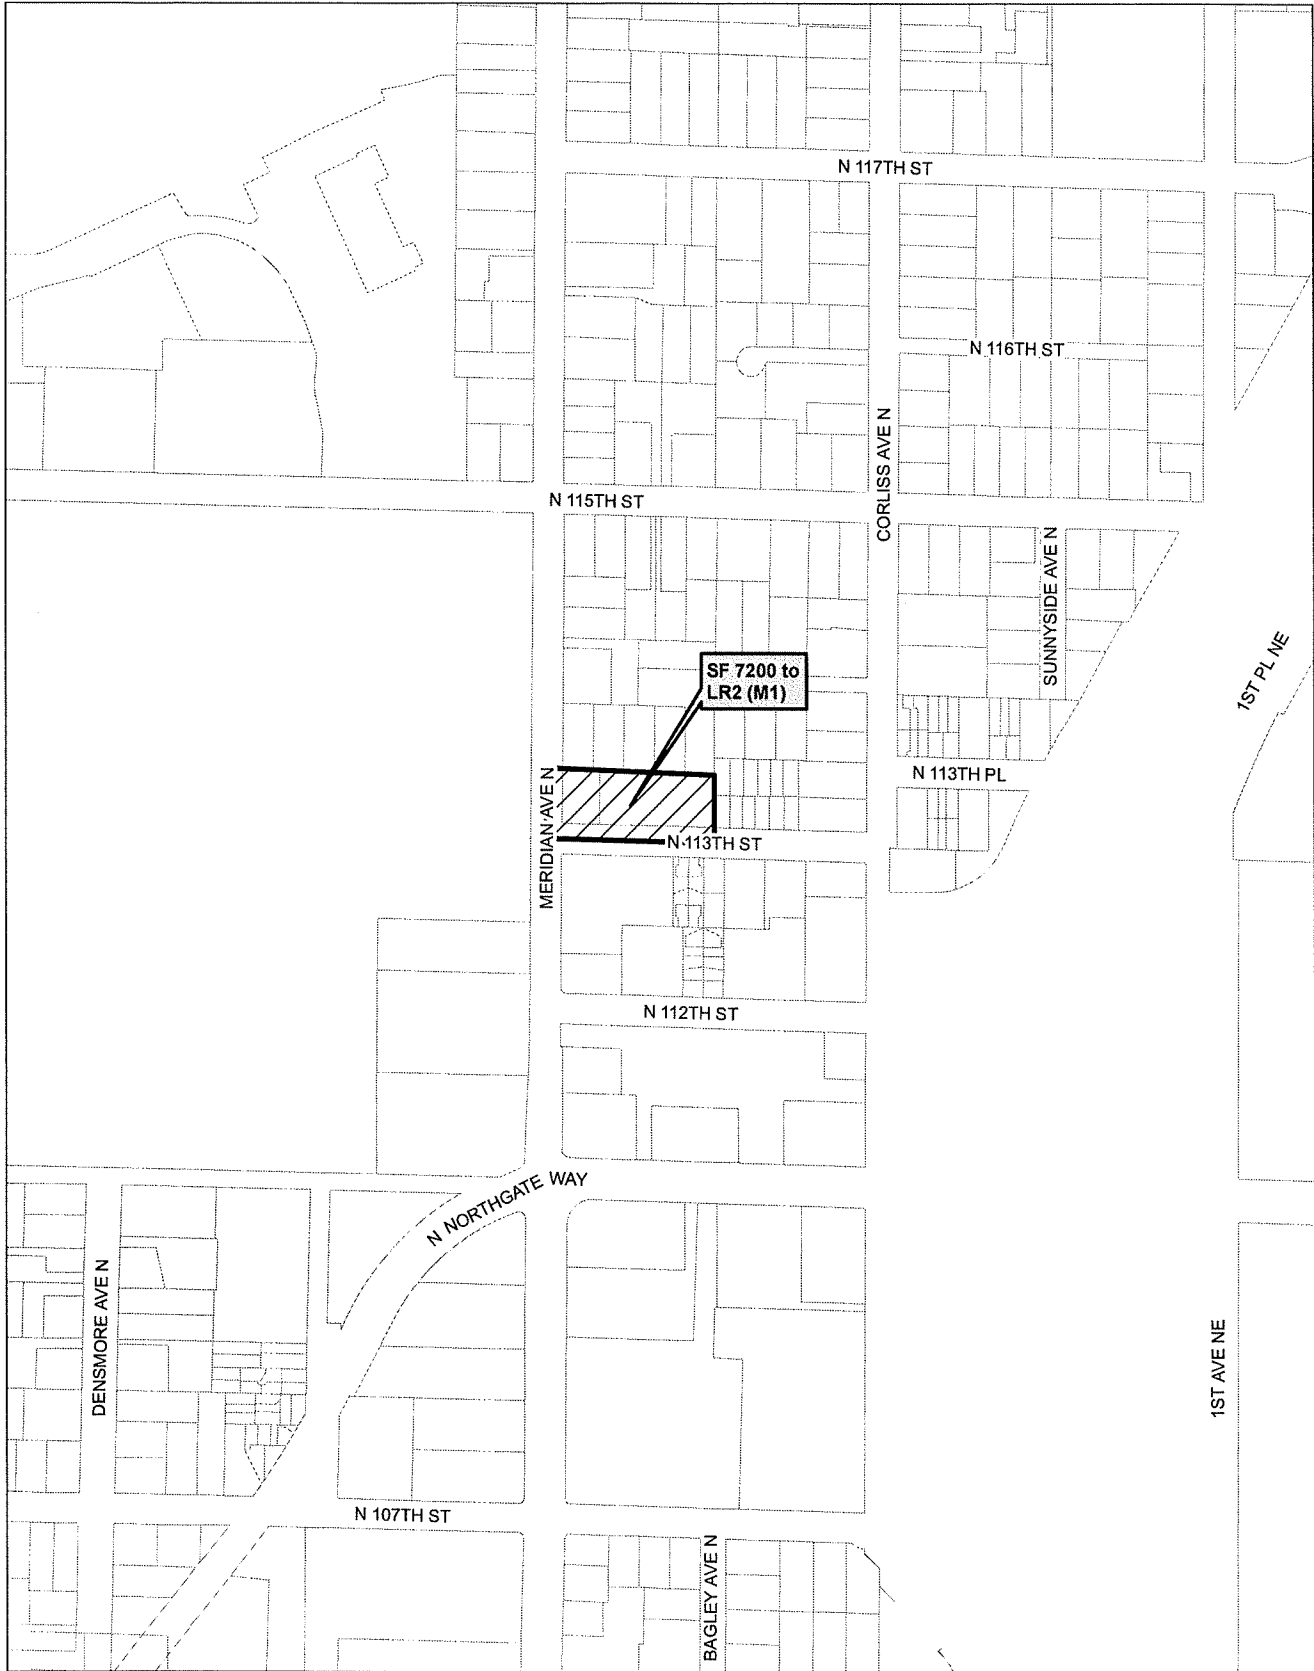 N 117TH ST
N 116TH ST
CORLISS AVE N
N 115TH ST
SUNNYSIDE AVE N
1ST PL NE
SF 7200 to
LR2 (M1)
N 113TH PL
MERIDIAN AVE N
N 113TH ST
N 112TH ST
N NORTHGATE WAY
DENSMORE AVE N
1ST AVE NE
N 107TH ST
BAGLEY AVE N